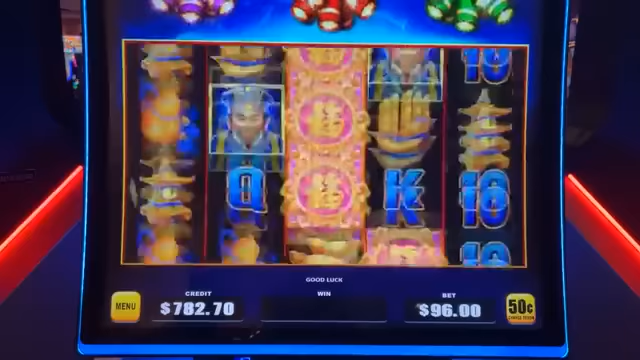 10
Q
K
10
10
GOOD LUCK
CREDIT
WIN
BET
MENU
$782.70
$96.00
50¢